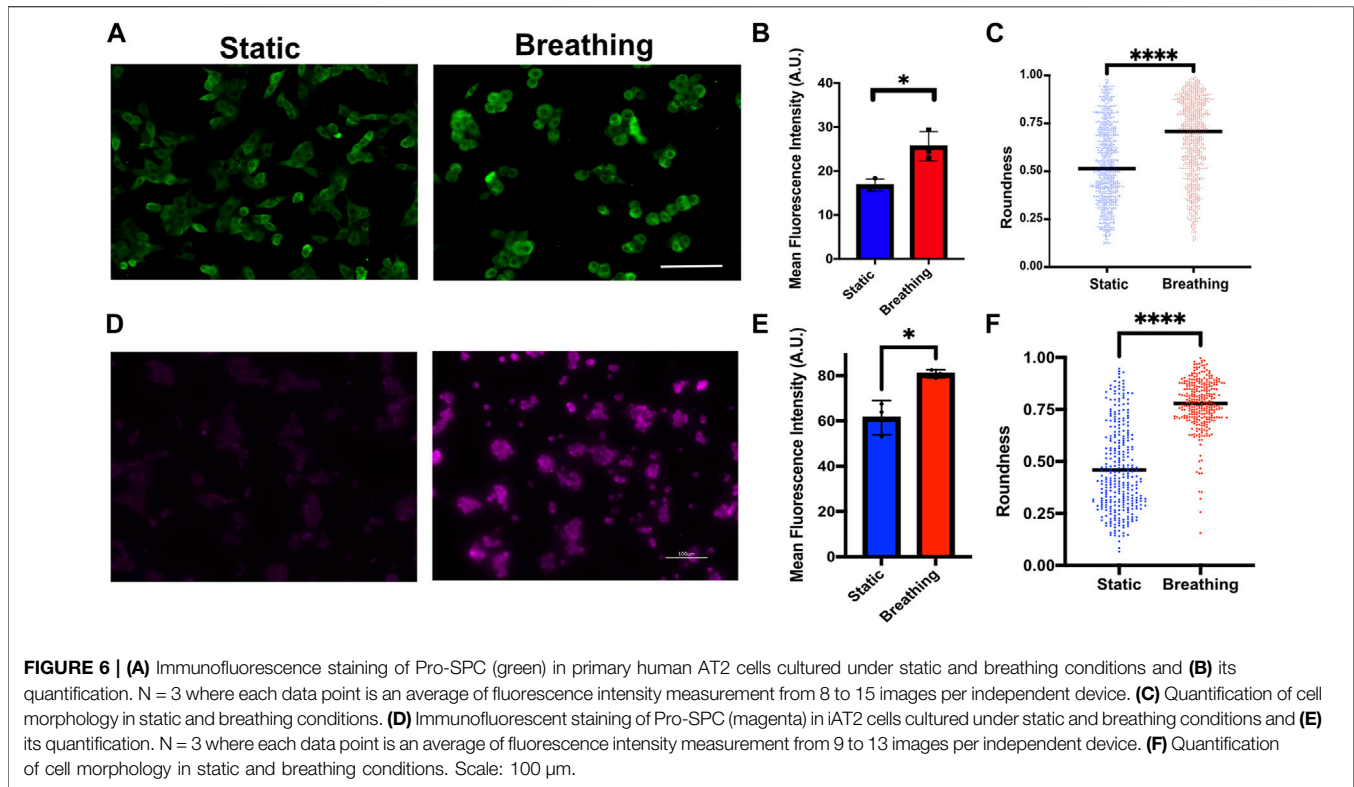 A
Static
Breathing
B
Mean Fluorescence Intensity (A.U.)
40
30
20
10
0
*
Static
Breathing
C
Roundness
1.00
0.75
0.50
0.25
0.00
****
Static
Breathing
D
100um
E
Mean Fluorescence Intensity (A.U.)
80
60
40
20
0
*
Static
Breathing
F
Roundness
1.00
0.75
0.50
0.25
0.00
****
Static
Breathing
FIGURE 6 | (A) Immunofluorescence staining of Pro-SPC (green) in primary human AT2 cells cultured under static and breathing conditions and (B) its
quantification. N = 3 where each data point is an average of fluorescence intensity measurement from 8 to 15 images per independent device. (C) Quantification of cell
morphology in static and breathing conditions. (D) Immunofluorescent staining of Pro-SPC (magenta) in iAT2 cells cultured under static and breathing conditions and (E)
its quantification. N = 3 where each data point is an average of fluorescence intensity measurement from 9 to 13 images per independent device. (F) Quantification
of cell morphology in static and breathing conditions. Scale: 100 µm.